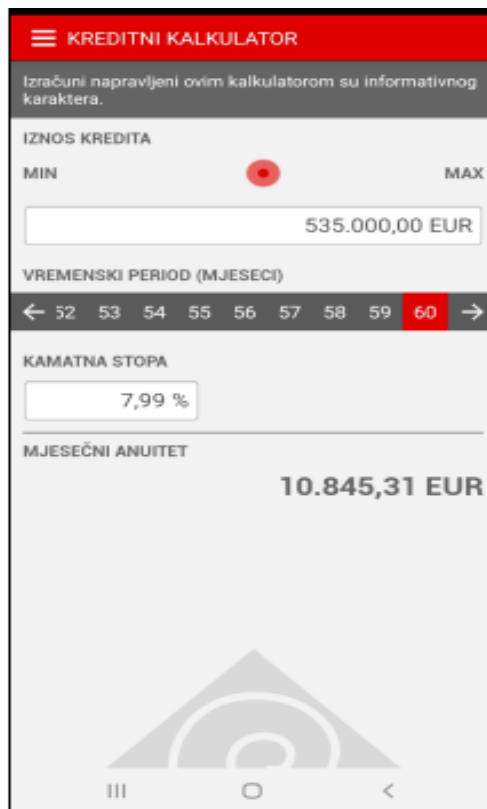 KREDITNI KALKULATOR
Izračuni napravljeni ovim kalkulatorom su informativnog
karaktera.
IZNOS KREDITA
MIN MAX
535.000,00 EUR
VREMENSKI PERIOD (MJESECI)
52 53 54 55 56 57 58 59 60
KAMATNA STOPA
7,99 %
MJESEČNI ANUITET
10.845,31 EUR